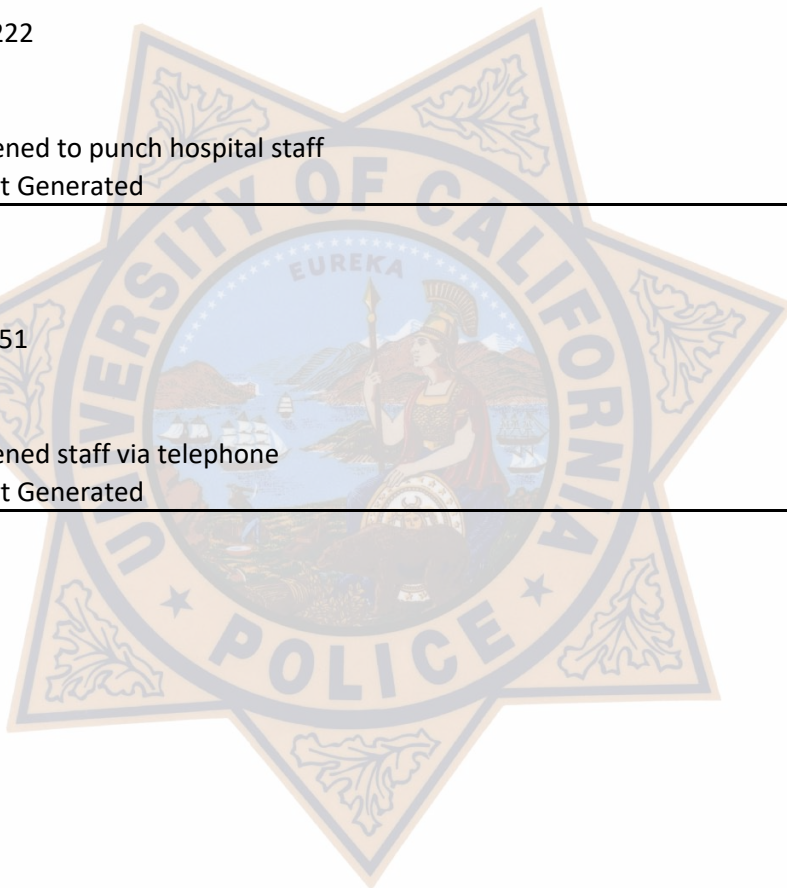 222
ened to punch hospital staff
t Generated
51
ened staff via telephone
t Generated
UNIVERSITY OF CALIFORNIA
EUREKA
POLICE